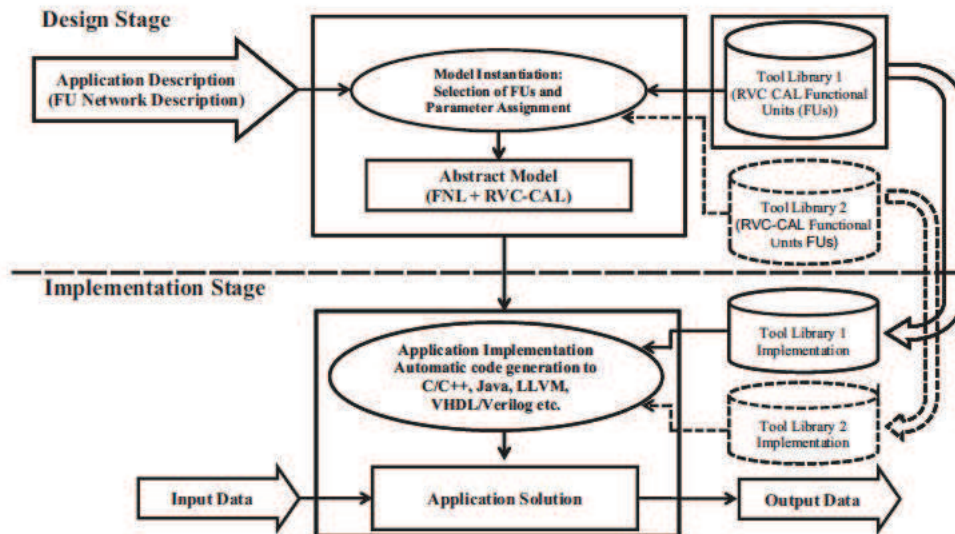 Design Stage
Application Description
(FU Network Description)
Model Instantiation:
Selection of FUs and
Parameter Assignment
Abstract Model
(FNL + RVC-CAL)
Tool Library 1
(RVC CAL Functional
Units (FUs))
Tool Library 2
(RVC-CAL Functional
Units FUs)
Implementation Stage
Application Implementation
Automatic code generation to
C/C++, Java, LLVM,
VHDL/Verilog etc.
Tool Library 1
Implementation
Tool Library 2
Implementation
Input Data
Application Solution
Output Data